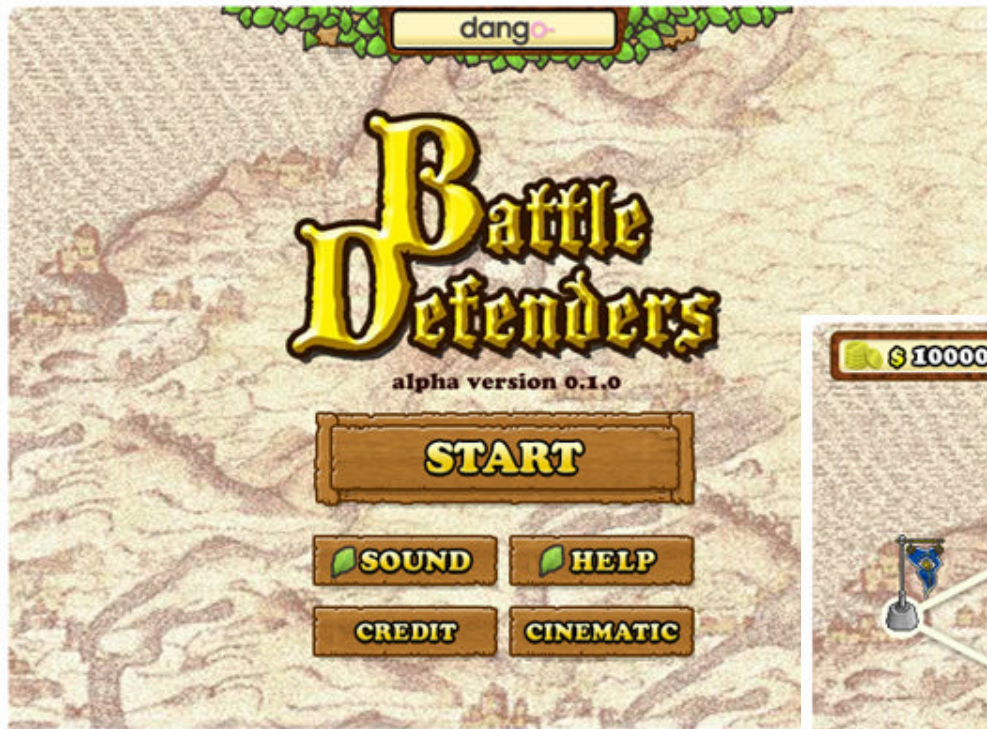 dango
Battle
Defenders
alpha version 0.1.0
START
SOUND
HELP
CREDIT
CINEMATIC
$ 10000